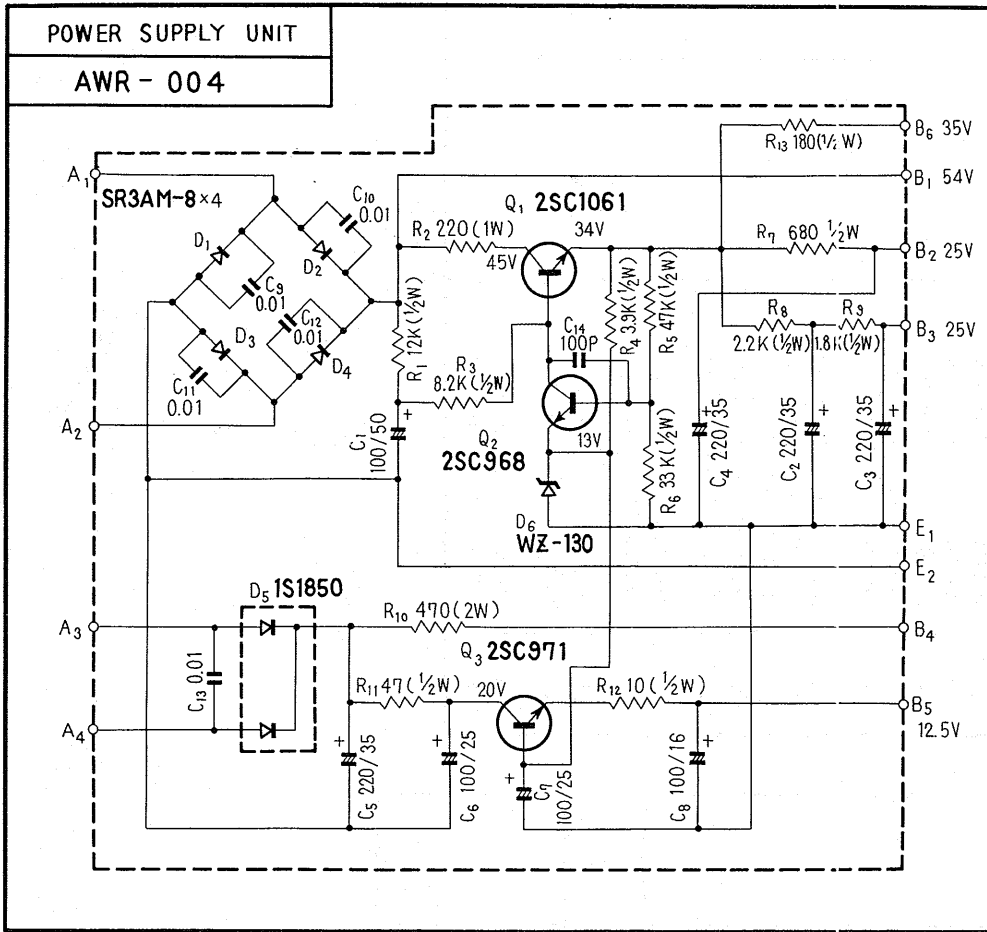 POWER SUPPLY UNIT
AWR - 004
A1
SR3AM-8×4
C10
0.01
D1
D2
C9
0.01
C12
0.01
D3
D4
C11
0.01
A2
R2 220(1W)
Q1 2SC1061
45V
34V
R13 180(½W)
B6 35V
B1 54V
R7 680 ½W
B2 25V
R8
2.2K(½W)
R9
1.8K(½W)
B3 25V
R1 12K(½W)
R3
8.2K(½W)
C14
100P
R4 3.9K(½W)
R5 47K(½W)
+
C1
100/50
Q2
2SC968
13V
R6 33K(½W)
+
C4 220/35
+
C2 220/35
+
C3 220/35
D6
WZ-130
E1
E2
D5 1S1850
A3
C13 0.01
A4
R10 470(2W)
B4
Q3 2SC971
R11 47(½W)
20V
R12 10(½W)
B5
12.5V
+
C5 220/35
+
C6 100/25
+
C7
100/25
+
C8 100/16